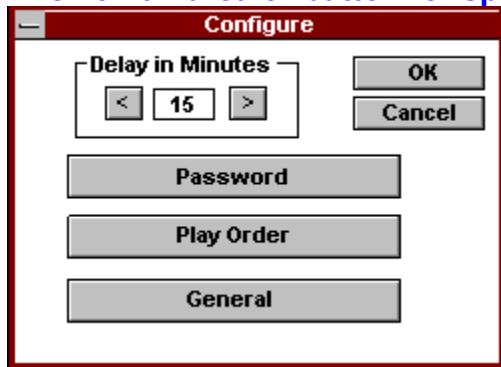 Configure
Delay in Minutes
< 15 >
OK
Cancel
Password
Play Order
General